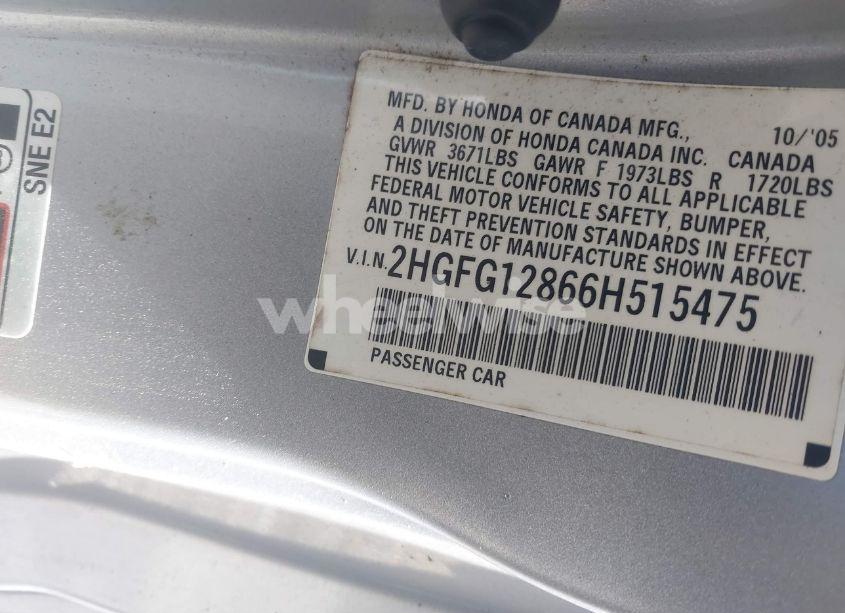 SNE E2
MFD. BY HONDA OF CANADA MFG., 10/'05
A DIVISION OF HONDA CANADA INC. CANADA
GVWR 3671LBS GAWR F 1973LBS R 1720LBS
THIS VEHICLE CONFORMS TO ALL APPLICABLE
FEDERAL MOTOR VEHICLE SAFETY, BUMPER,
AND THEFT PREVENTION STANDARDS IN EFFECT
ON THE DATE OF MANUFACTURE SHOWN ABOVE.
V.I.N. 2HGFG12866H515475
wheelwise
PASSENGER CAR